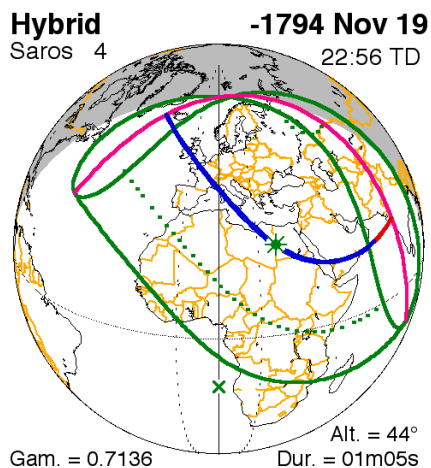 Hybrid -1794 Nov 19
Saros 4 22:56 TD
Alt. = 44°
Gam. = 0.7136 Dur. = 01m05s